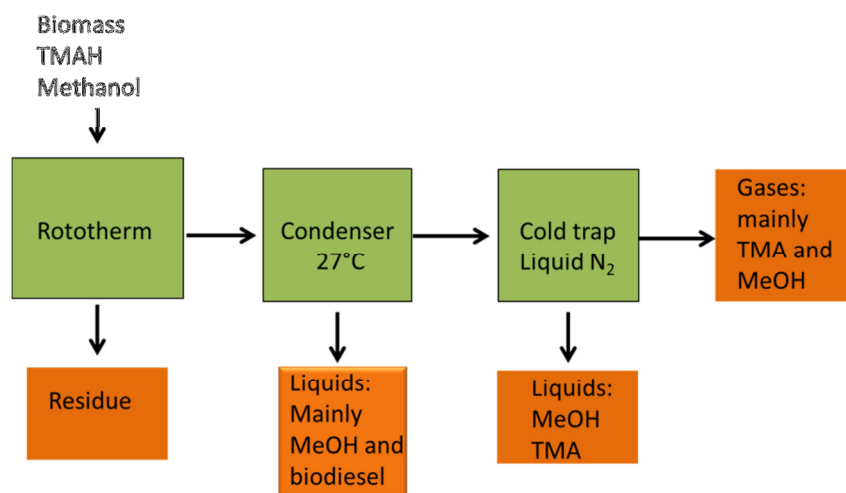 Biomass
TMAH
Methanol
Rototherm
Condenser
27°C
Cold trap
Liquid N₂
Gases:
mainly
TMA and
MeOH
Residue
Liquids:
Mainly
MeOH and
biodiesel
Liquids:
MeOH
TMA